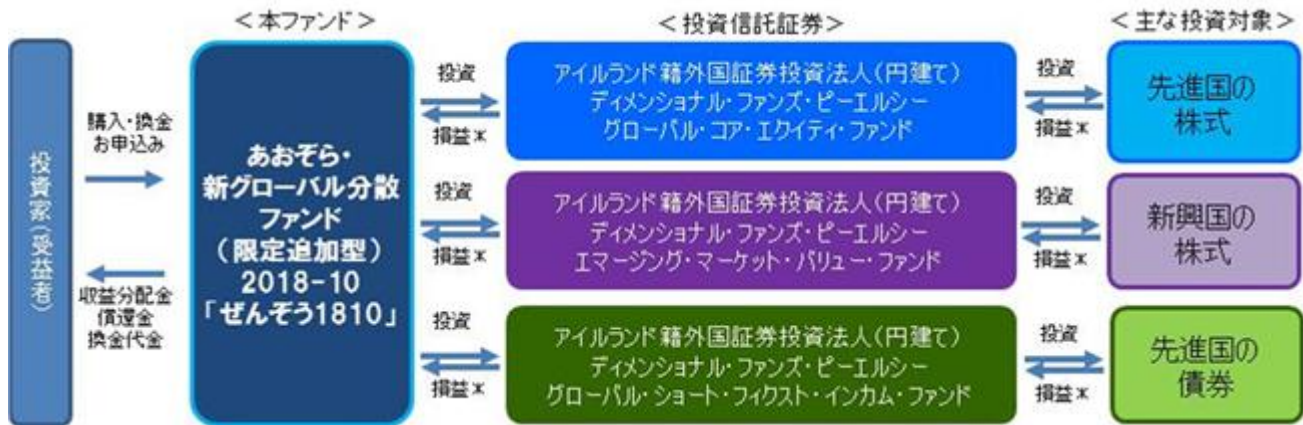 ＜本ファンド＞
＜投資信託証券＞
＜主な投資対象＞
投資家（受益者）
購入・換金
お申込み
収益分配金
償還金
換金代金
あおぞら・
新グローバル分散
ファンド
（限定追加型）
2018-10
「ぜんぞう1810」
投資
損益＊
アイルランド籍外国証券投資法人（円建て）
ディメンショナル・ファンズ・ピーエルシー
グローバル・コア・エクイティ・ファンド
投資
損益＊
先進国の
株式
投資
損益＊
アイルランド籍外国証券投資法人（円建て）
ディメンショナル・ファンズ・ピーエルシー
エマージング・マーケット・バリュー・ファンド
投資
損益＊
新興国の
株式
投資
損益＊
アイルランド籍外国証券投資法人（円建て）
ディメンショナル・ファンズ・ピーエルシー
グローバル・ショート・フィクスト・インカム・ファンド
投資
損益＊
先進国の
債券